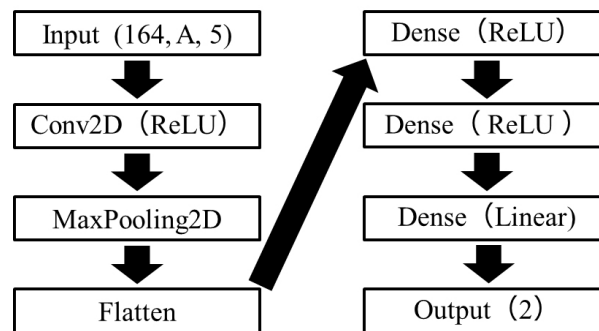 Input (164, A, 5)
Conv2D（ReLU）
MaxPooling2D
Flatten
Dense（ReLU）
Dense（ ReLU ）
Dense（Linear)
Output（2）